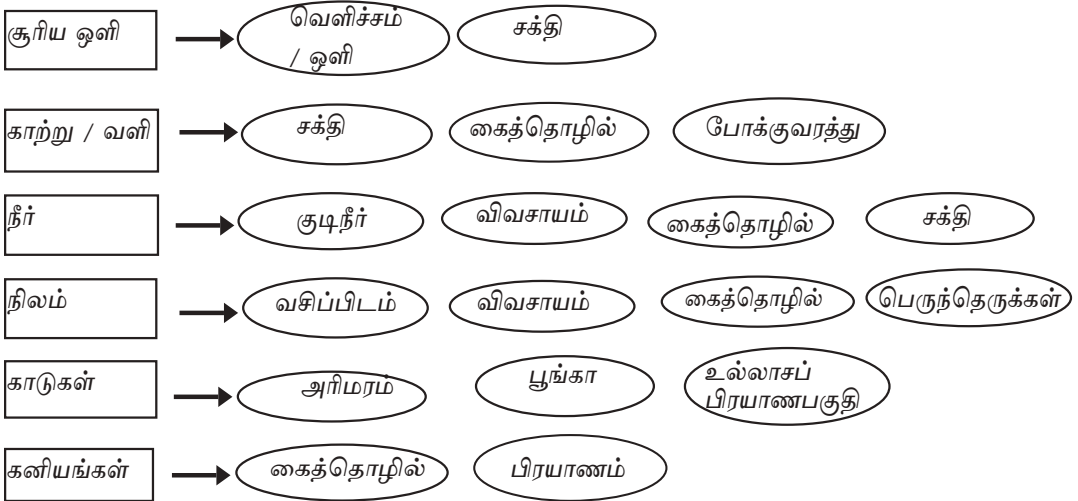 சூரிய ஒளி
வெளிச்சம்
/ ஒளி
சக்தி
காற்று / வளி
சக்தி
கைத்தொழில்
போக்குவரத்து
நீர்
குடிநீர்
விவசாயம்
கைத்தொழில்
சக்தி
நிலம்
வசிப்பிடம்
விவசாயம்
கைத்தொழில்
பெருந்தெருக்கள்
காடுகள்
அரிமரம்
பூங்கா
உல்லாசப்
பிரயாணபகுதி
கனியங்கள்
கைத்தொழில்
பிரயாணம்